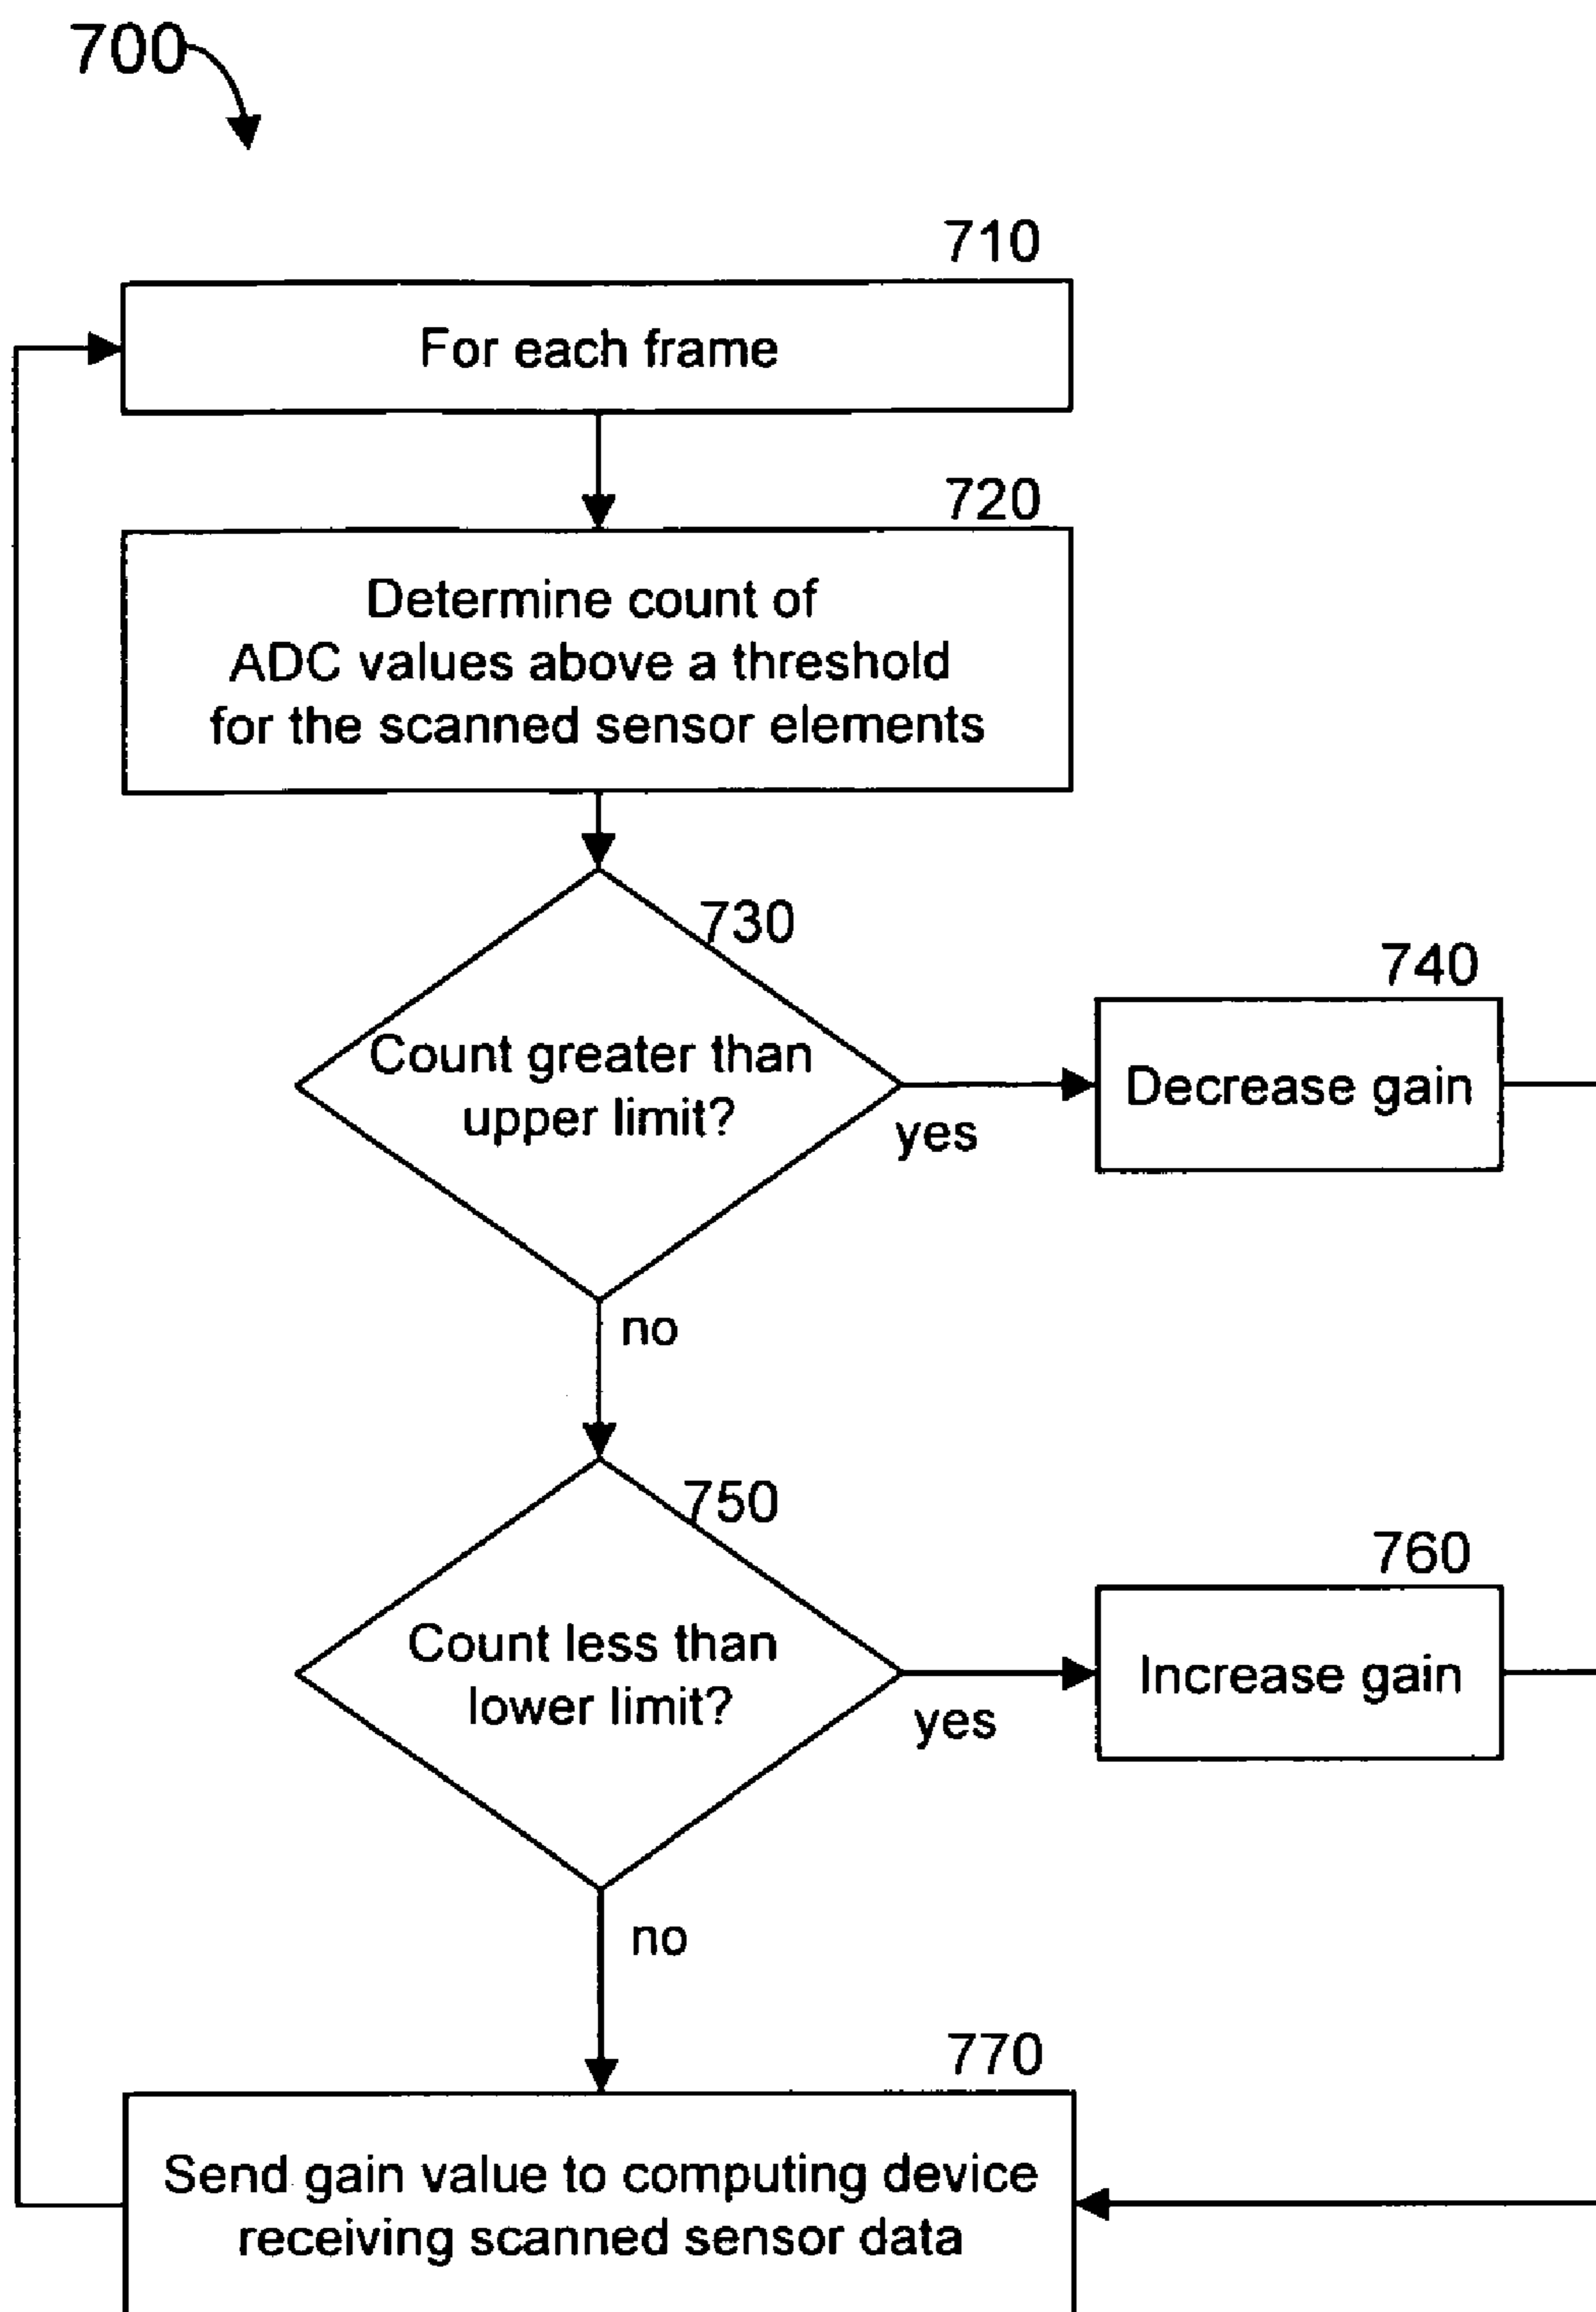 700
710
For each frame
720
Determine count of
ADC values above a threshold
for the scanned sensor elements
730
Count greater than
upper limit?
yes
740
Decrease gain
no
750
Count less than
lower limit?
yes
760
Increase gain
no
770
Send gain value to computing device
receiving scanned sensor data